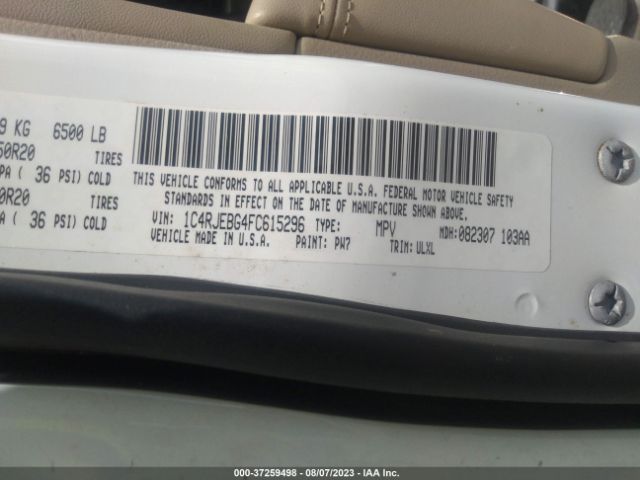 9 KG 6500 LB
50R20 TIRES
PA ( 36 PSI) COLD
0R20 TIRES
A ( 36 PSI) COLD
THIS VEHICLE CONFORMS TO ALL APPLICABLE U.S.A. FEDERAL MOTOR VEHICLE SAFETY
STANDARDS IN EFFECT ON THE DATE OF MANUFACTURE SHOWN ABOVE.
VIN: 1C4RJEBG4FC615296 TYPE: MPV MDH: 082307 103AA
VEHICLE MADE IN U.S.A. PAINT: PW7 TRIM: ULXL
000-37259498 - 08/07/2023 - IAA Inc.